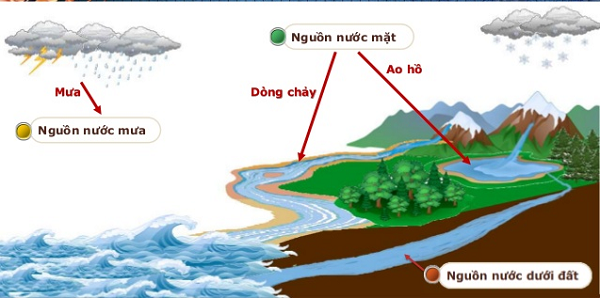 Nguồn nước mặt
Mưa
Dòng chảy
Ao hồ
Nguồn nước mưa
Nguồn nước dưới đất